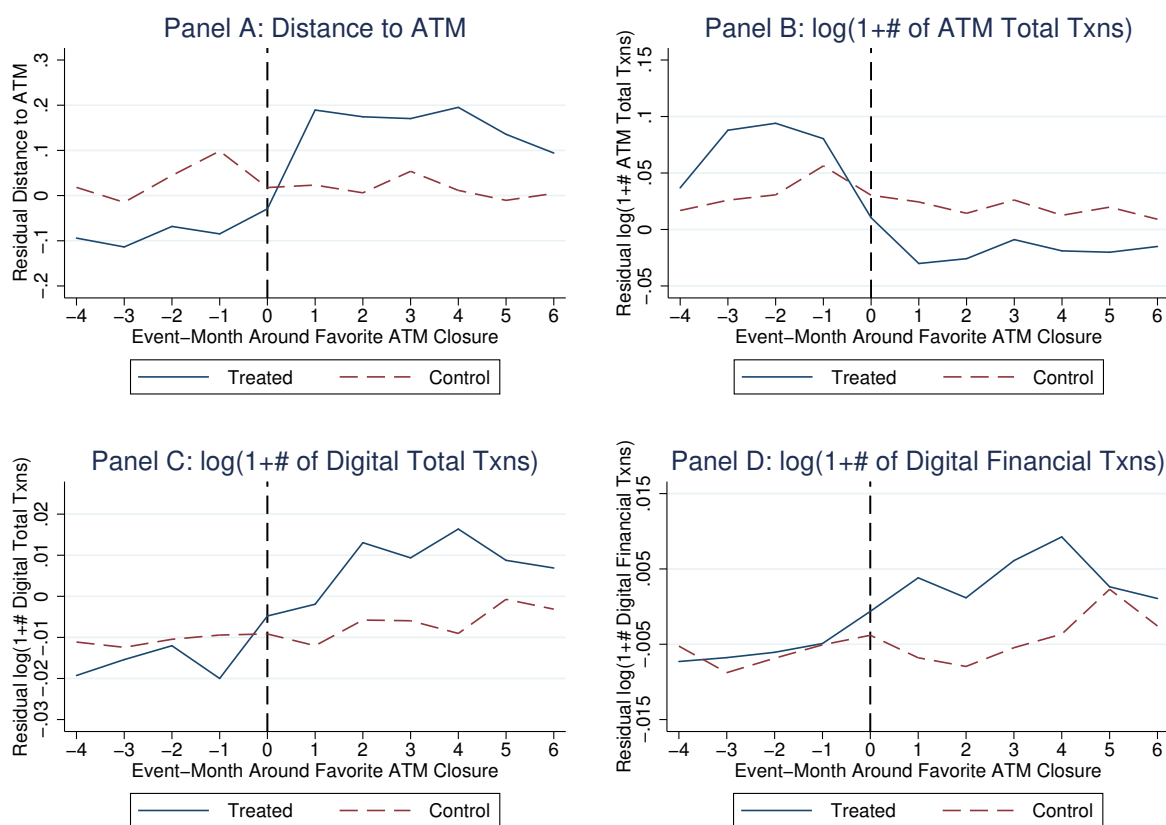 Panel A: Distance to ATM
Residual Distance to ATM
.3
.2
.1
0
-.1
-.2
-4 -3 -2 -1 0 1 2 3 4 5 6
Event-Month Around Favorite ATM Closure
Treated Control
Panel B: log(1+# of ATM Total Txns)
Residual log(1+# ATM Total Txns)
.15
.1
.05
0
-.05
-4 -3 -2 -1 0 1 2 3 4 5 6
Event-Month Around Favorite ATM Closure
Treated Control
Panel C: log(1+# of Digital Total Txns)
Residual log(1+# Digital Total Txns)
.02
.01
0
-.01
-.02
-.03
-4 -3 -2 -1 0 1 2 3 4 5 6
Event-Month Around Favorite ATM Closure
Treated Control
Panel D: log(1+# of Digital Financial Txns)
Residual log(1+# Digital Financial Txns)
.015
.005
-.005
-.015
-4 -3 -2 -1 0 1 2 3 4 5 6
Event-Month Around Favorite ATM Closure
Treated Control